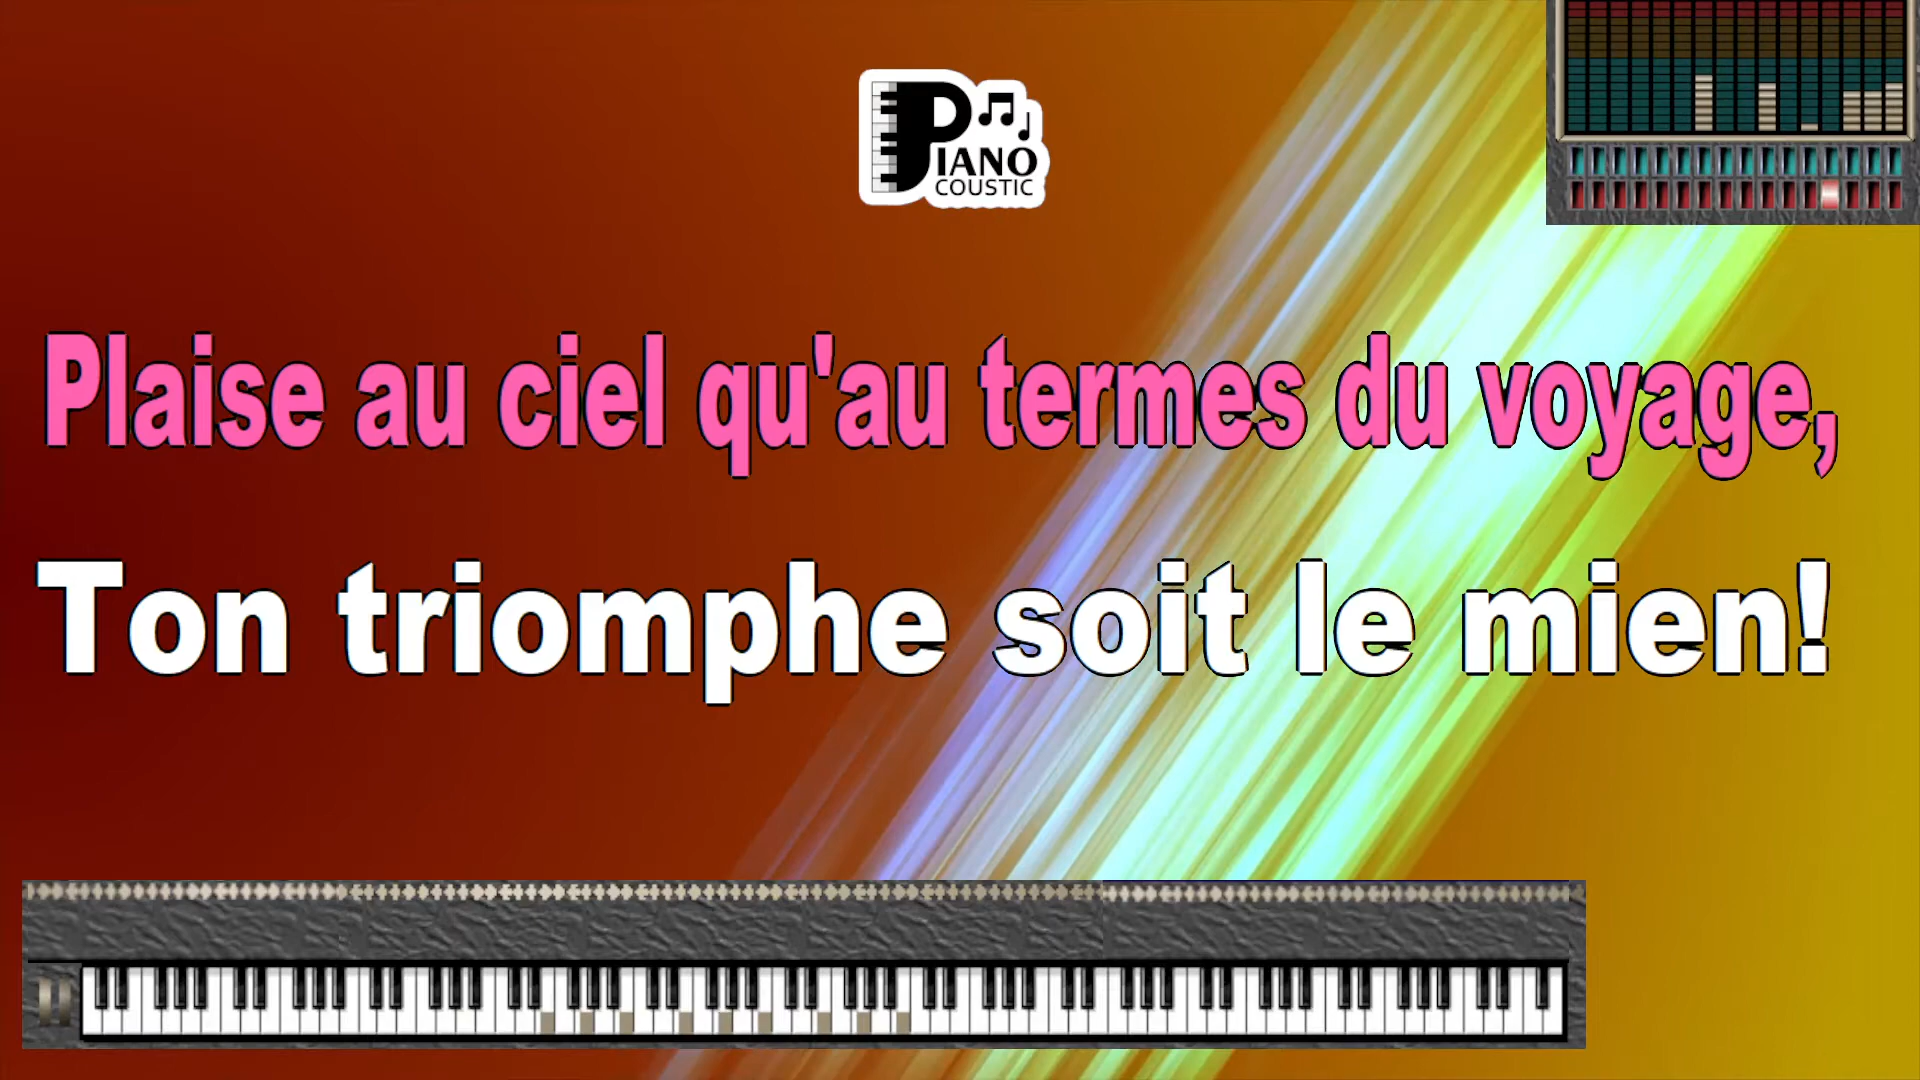 PIANO
COUSTIC
Plaise au ciel qu'au termes du voyage,
Ton triomphe soit le mien!